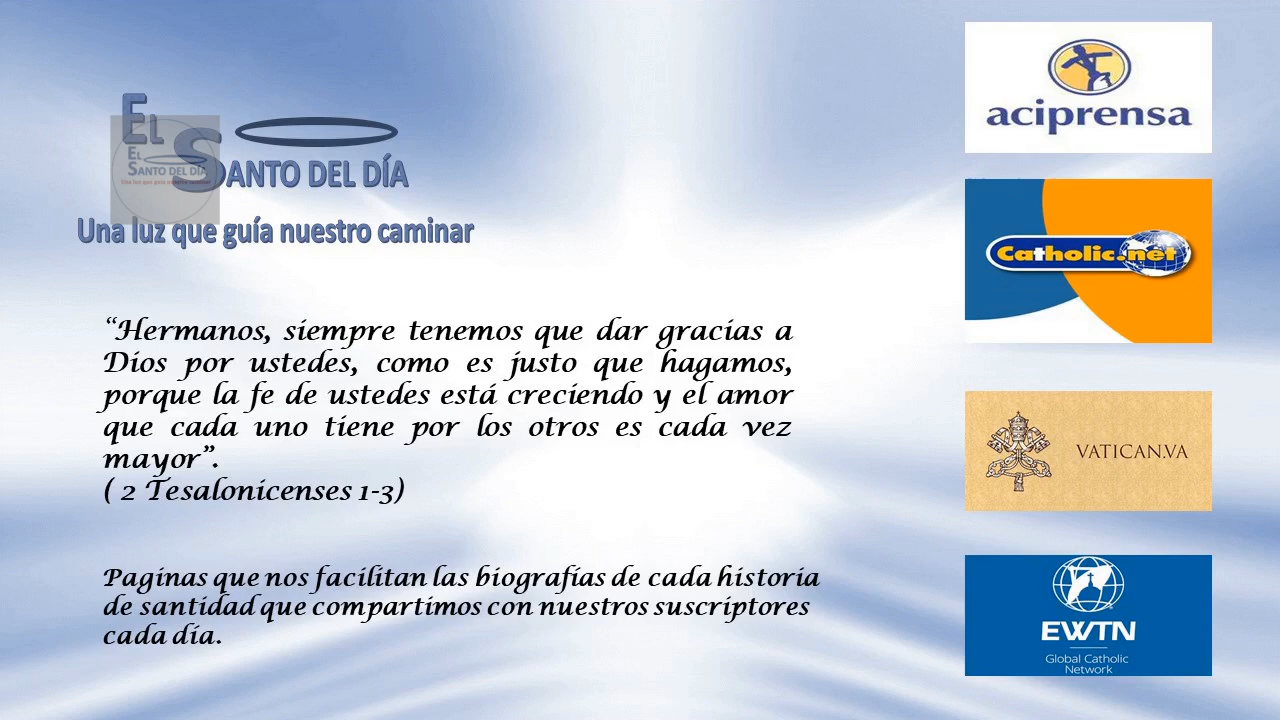 EL
SANTO DEL DÍA
EL
SANTO DEL DÍA
Una luz que guía nuestro caminar
“Hermanos, siempre tenemos que dar gracias a
Dios por ustedes, como es justo que hagamos,
porque la fe de ustedes está creciendo y el amor
que cada uno tiene por los otros es cada vez
mayor”.
( 2 Tesalonicenses 1-3)
Paginas que nos facilitan las biografías de cada historia
de santidad que compartimos con nuestros suscriptores
cada día.
aciprensa
Catholic.net
VATICAN.VA
EWTN
Global Catholic
Network